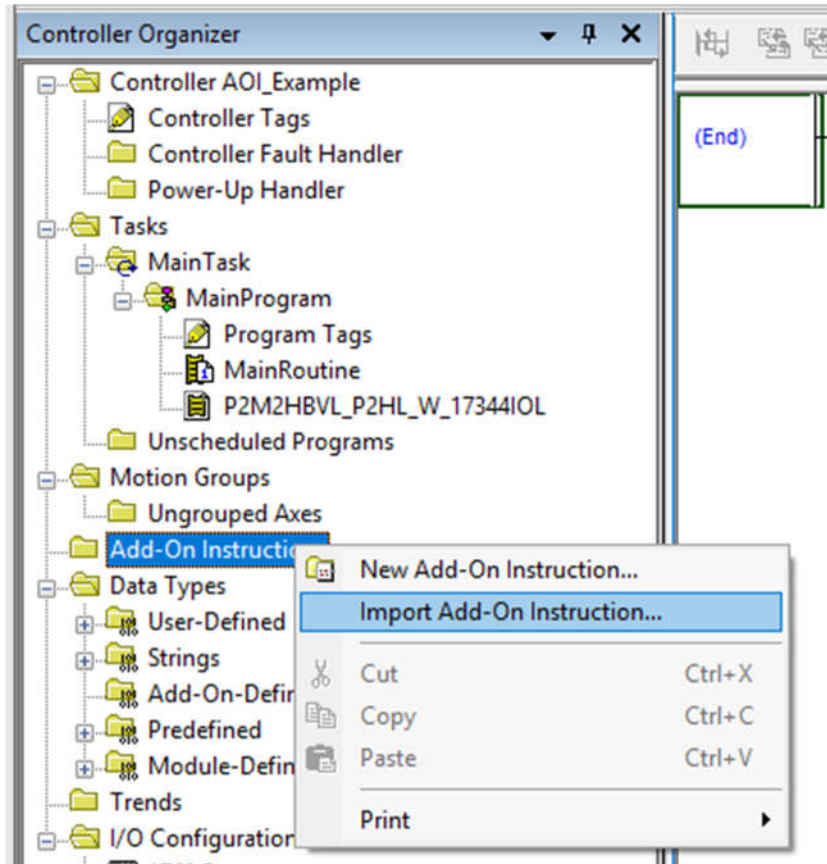 Controller Organizer
Controller AOI_Example
Controller Tags
Controller Fault Handler
Power-Up Handler
(End)
Tasks
MainTask
MainProgram
Program Tags
MainRoutine
P2M2HBVL_P2HL_W_17344IOL
Unscheduled Programs
Motion Groups
Ungrouped Axes
Add-On Instructio
New Add-On Instruction...
Data Types
Import Add-On Instruction...
User-Defined
Strings
Cut Ctrl+X
Add-On-Defin
Copy Ctrl+C
Predefined
Paste Ctrl+V
Module-Defin
Trends
Print
I/O Configuration